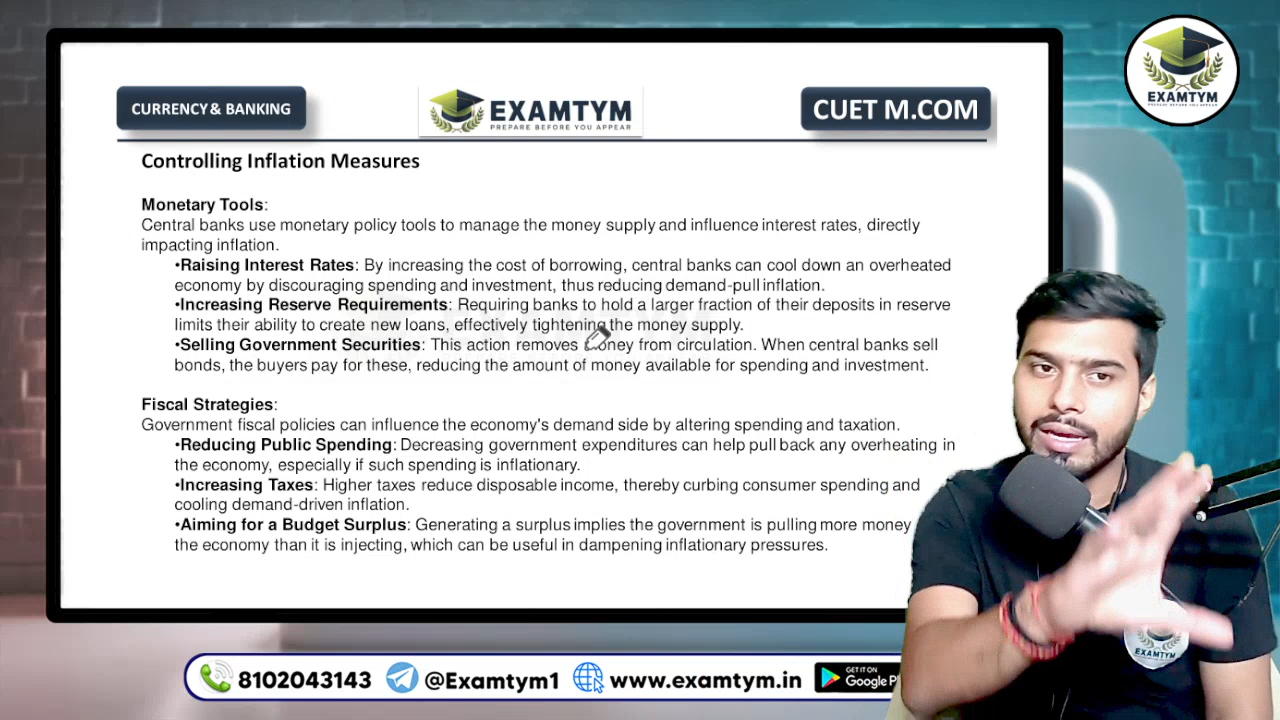 CURRENCY & BANKING
EXAMTYM
PREPARE BEFORE YOU APPEAR
CUET M.COM
EXAMTYM
PREPARE BEFORE YOU APPEAR
Controlling Inflation Measures
Monetary Tools:
Central banks use monetary policy tools to manage the money supply and influence interest rates, directly
impacting inflation.
•Raising Interest Rates: By increasing the cost of borrowing, central banks can cool down an overheated
economy by discouraging spending and investment, thus reducing demand-pull inflation.
•Increasing Reserve Requirements: Requiring banks to hold a larger fraction of their deposits in reserve
limits their ability to create new loans, effectively tightening the money supply.
•Selling Government Securities: This action removes money from circulation. When central banks sell
bonds, the buyers pay for these, reducing the amount of money available for spending and investment.
Fiscal Strategies:
Government fiscal policies can influence the economy's demand side by altering spending and taxation.
•Reducing Public Spending: Decreasing government expenditures can help pull back any overheating in
the economy, especially if such spending is inflationary.
•Increasing Taxes: Higher taxes reduce disposable income, thereby curbing consumer spending and
cooling demand-driven inflation.
•Aiming for a Budget Surplus: Generating a surplus implies the government is pulling more money
the economy than it is injecting, which can be useful in dampening inflationary pressures.
EXAMTYM
8102043143 @Examtym1 www.examtym.in GET IT ON Google